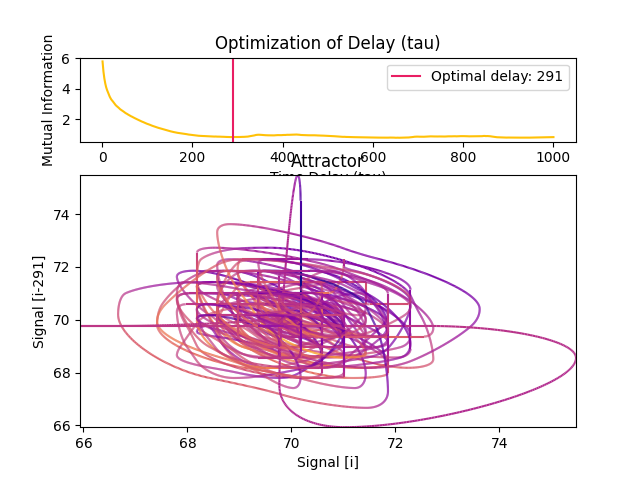 Optimization of Delay (tau)
Mutual Information
6
4
2
Optimal delay: 291
0
200
400
600
800
1000
Time Delay (tau)
Attractor
Signal [i-291]
74
72
70
68
66
66
68
70
72
74
Signal [i]